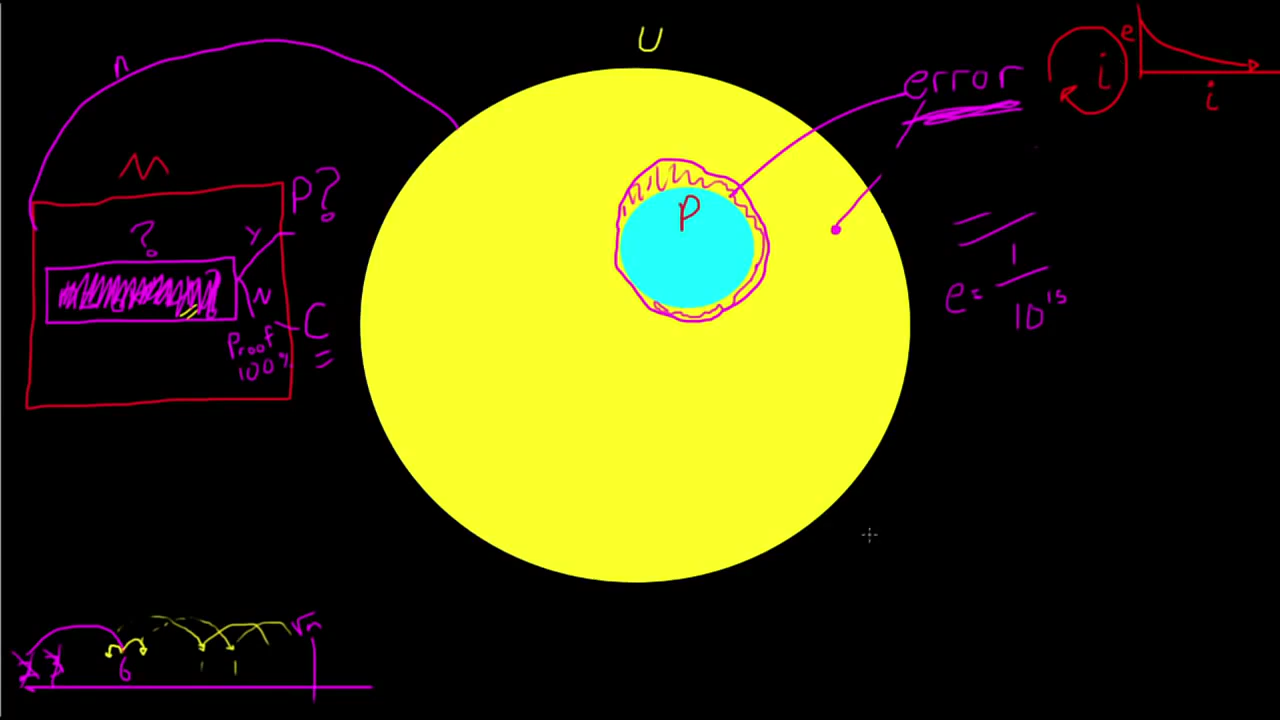 U
n
error
e
i
i
M
P?
P
?
Y
N
Proof
100%
C
e = 1/10^15
√n
6